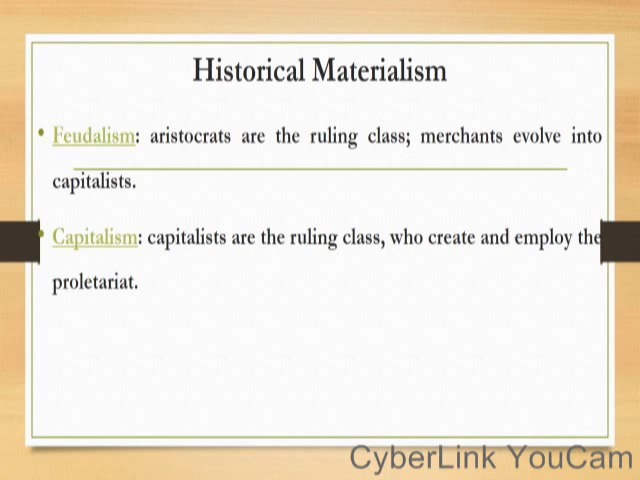 Historical Materialism
• Feudalism: aristocrats are the ruling class; merchants evolve into
capitalists.
• Capitalism: capitalists are the ruling class, who create and employ the
proletariat.
CyberLink YouCam